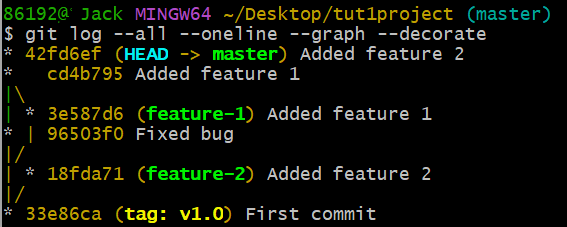 86192@ Jack MINGW64 ~/Desktop/tut1project (master)
$ git log --all --oneline --graph --decorate
* 42fd6ef (HEAD -> master) Added feature 2
*   cd4b795 Added feature 1
|\
| * 3e587d6 (feature-1) Added feature 1
* | 96503f0 Fixed bug
|/
| * 18fda71 (feature-2) Added feature 2
|/
* 33e86ca (tag: v1.0) First commit